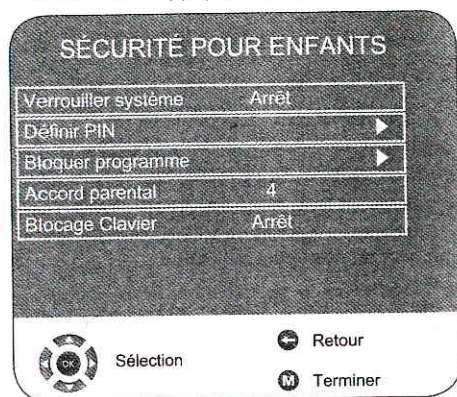 SÉCURITÉ POUR ENFANTS
Verrouiller système Arrêt
Définir PIN
Bloquer programme
Accord parental 4
Blocage Clavier Arrêt
OK Sélection
Retour
M Terminer